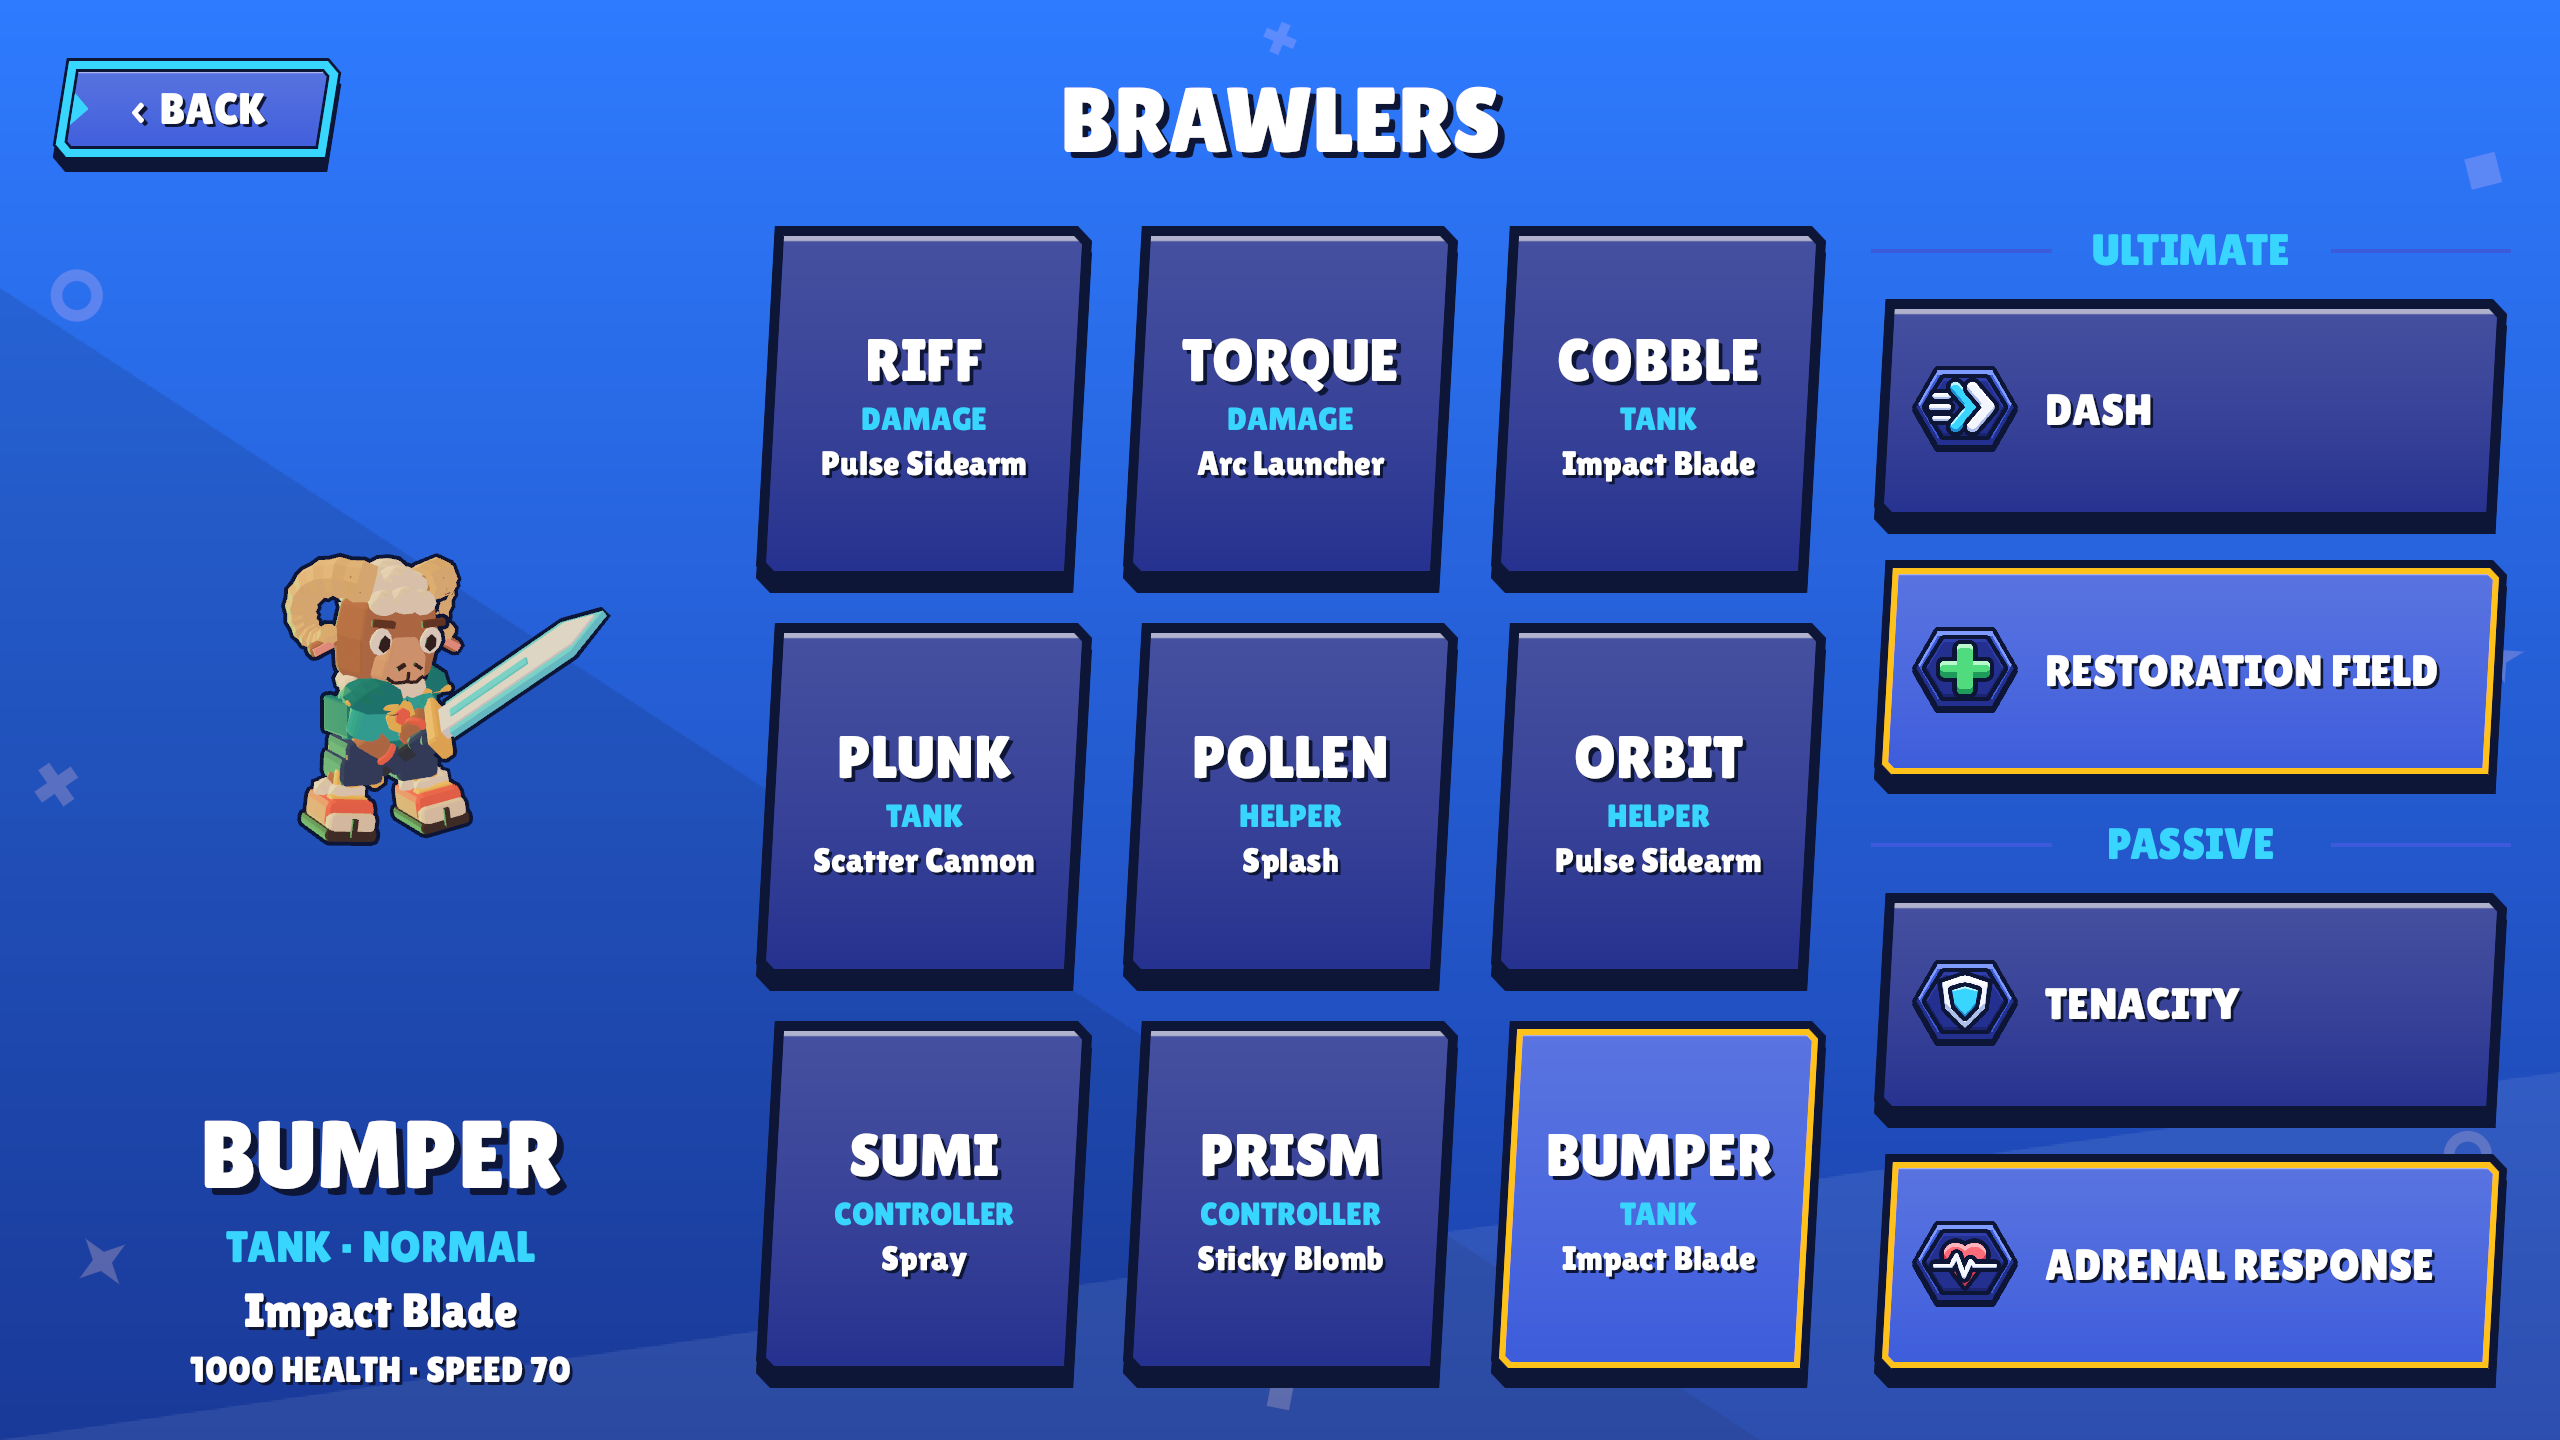 ‹ BACK
BRAWLERS
RIFF
DAMAGE
Pulse Sidearm
TORQUE
DAMAGE
Arc Launcher
COBBLE
TANK
Impact Blade
PLUNK
TANK
Scatter Cannon
POLLEN
HELPER
Splash
ORBIT
HELPER
Pulse Sidearm
SUMI
CONTROLLER
Spray
PRISM
CONTROLLER
Sticky Blomb
BUMPER
TANK
Impact Blade
ULTIMATE
DASH
RESTORATION FIELD
PASSIVE
TENACITY
ADRENAL RESPONSE
BUMPER
TANK · NORMAL
Impact Blade
1000 HEALTH · SPEED 70